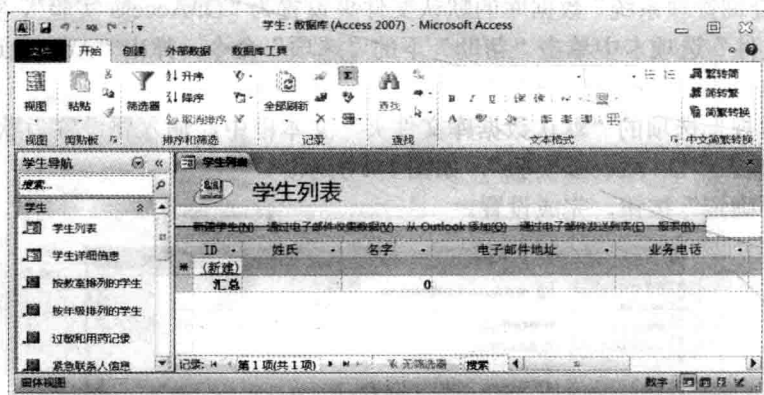 学生 : 数据库 (Access 2007) - Microsoft Access
文件 开始 创建 外部数据 数据库工具
视图 粘贴 筛选器 升序 降序 取消排序 全部刷新 查找 繁转简 简转繁 简繁转换
视图 剪贴板 排序和筛选 记录 查找 文本格式 中文简繁转换
学生导航 学生列表
搜索... 学生列表
学生
新建学生(N) 通过电子邮件收集数据(V) 从 Outlook 添加(O) 通过电子邮件发送列表(E) 报表(R)
学生列表
ID 姓氏 名字 电子邮件地址 业务电话
学生详细信息
(新建)
按教室排列的学生
汇总 0
按年级排列的学生
过敏和用药记录
紧急联系人信息
记录: 第 1 项(共 1 项) 无筛选器 搜索
窗体视图 数字